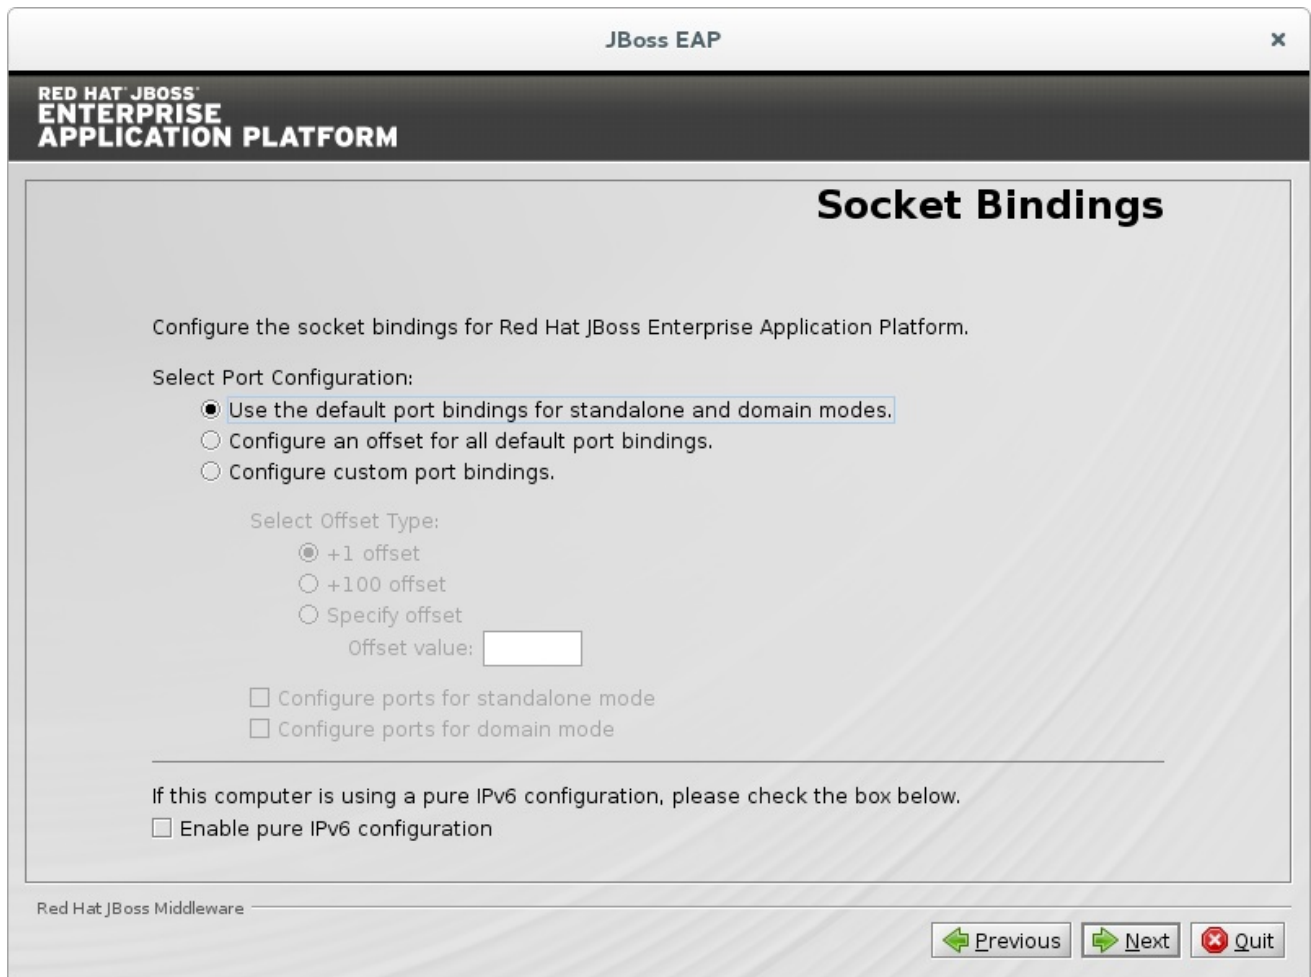 JBoss EAP
RED HAT JBOSS
ENTERPRISE
APPLICATION PLATFORM
Socket Bindings
Configure the socket bindings for Red Hat JBoss Enterprise Application Platform.
Select Port Configuration:
Use the default port bindings for standalone and domain modes.
Configure an offset for all default port bindings.
Configure custom port bindings.
Select Offset Type:
+1 offset
+100 offset
Specify offset
Offset value:
Configure ports for standalone mode
Configure ports for domain mode
If this computer is using a pure IPv6 configuration, please check the box below.
Enable pure IPv6 configuration
Red Hat JBoss Middleware
Previous Next Quit